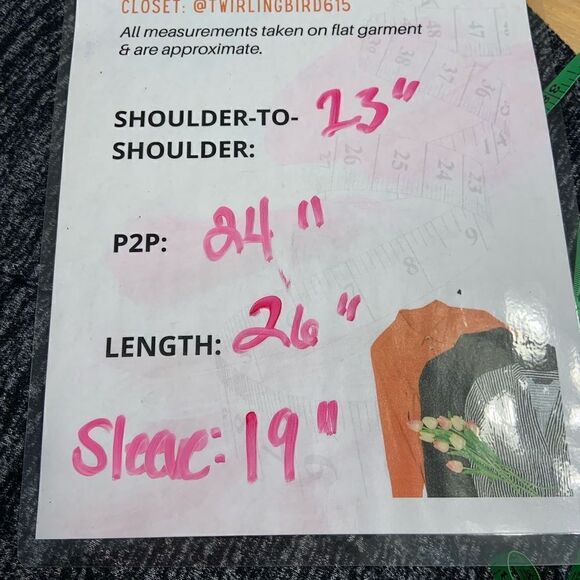 CLOSET: @TWIRLINGBIRD615
All measurements taken on flat garment
& are approximate.
SHOULDER-TO- 23"
SHOULDER:
P2P: 24"
LENGTH: 26"
Sleeve: 19"